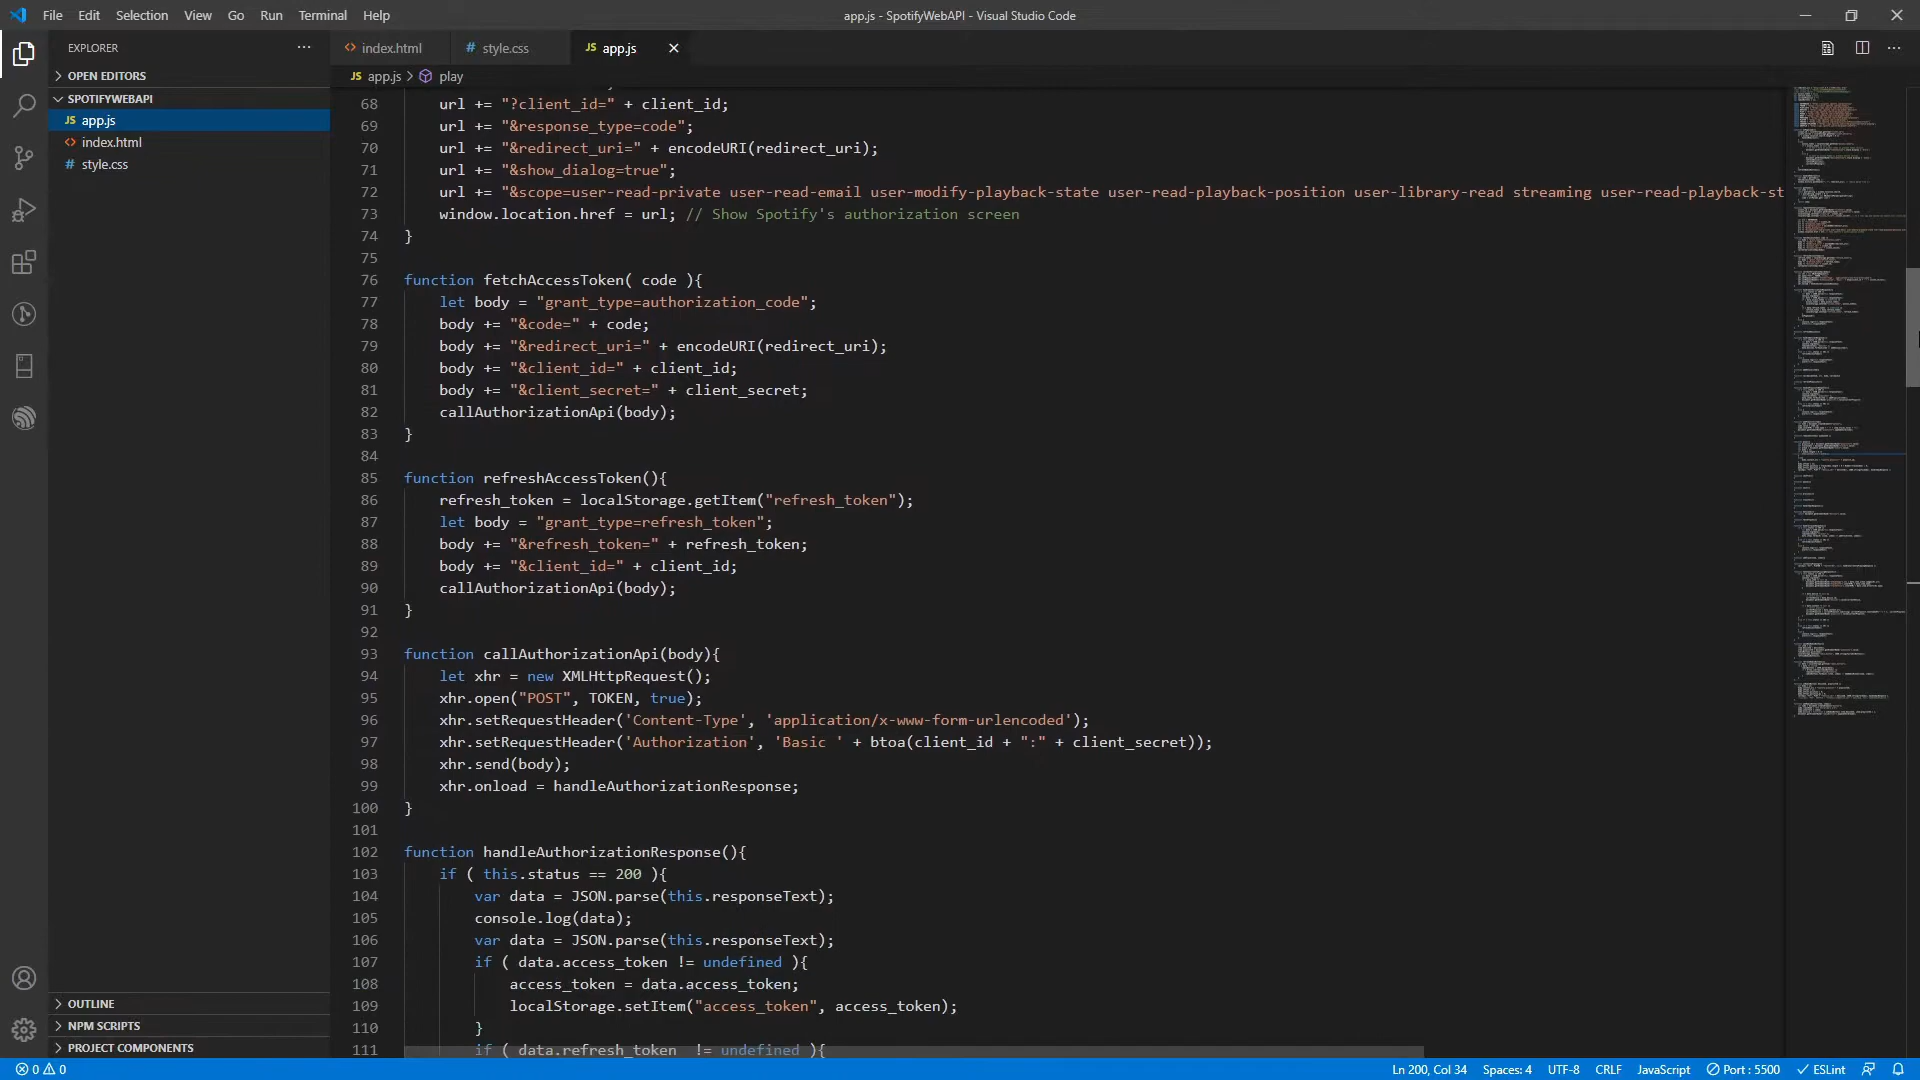 File Edit Selection View Go Run Terminal Help
app.js - SpotifyWebAPI - Visual Studio Code
EXPLORER
OPEN EDITORS
SPOTIFYWEBAPI
JS app.js
<> index.html
# style.css
OUTLINE
NPM SCRIPTS
PROJECT COMPONENTS
<> index.html # style.css JS app.js
JS app.js > play
68 url += "?client_id=" + client_id;
69 url += "&response_type=code";
70 url += "&redirect_uri=" + encodeURI(redirect_uri);
71 url += "&show_dialog=true";
72 url += "&scope=user-read-private user-read-email user-modify-playback-state user-read-playback-position user-library-read streaming user-read-playback-st
73 window.location.href = url; // Show Spotify's authorization screen
74 }
75
76 function fetchAccessToken( code ){
77 let body = "grant_type=authorization_code";
78 body += "&code=" + code;
79 body += "&redirect_uri=" + encodeURI(redirect_uri);
80 body += "&client_id=" + client_id;
81 body += "&client_secret=" + client_secret;
82 callAuthorizationApi(body);
83 }
84
85 function refreshAccessToken(){
86 refresh_token = localStorage.getItem("refresh_token");
87 let body = "grant_type=refresh_token";
88 body += "&refresh_token=" + refresh_token;
89 body += "&client_id=" + client_id;
90 callAuthorizationApi(body);
91 }
92
93 function callAuthorizationApi(body){
94 let xhr = new XMLHttpRequest();
95 xhr.open("POST", TOKEN, true);
96 xhr.setRequestHeader('Content-Type', 'application/x-www-form-urlencoded');
97 xhr.setRequestHeader('Authorization', 'Basic ' + btoa(client_id + ":" + client_secret));
98 xhr.send(body);
99 xhr.onload = handleAuthorizationResponse;
100 }
101
102 function handleAuthorizationResponse(){
103 if ( this.status == 200 ){
104 var data = JSON.parse(this.responseText);
105 console.log(data);
106 var data = JSON.parse(this.responseText);
107 if ( data.access_token != undefined ){
108 access_token = data.access_token;
109 localStorage.setItem("access_token", access_token);
110 }
111 if ( data.refresh_token != undefined ){
0 0 Ln 200, Col 34 Spaces: 4 UTF-8 CRLF JavaScript Port : 5500 ESLint